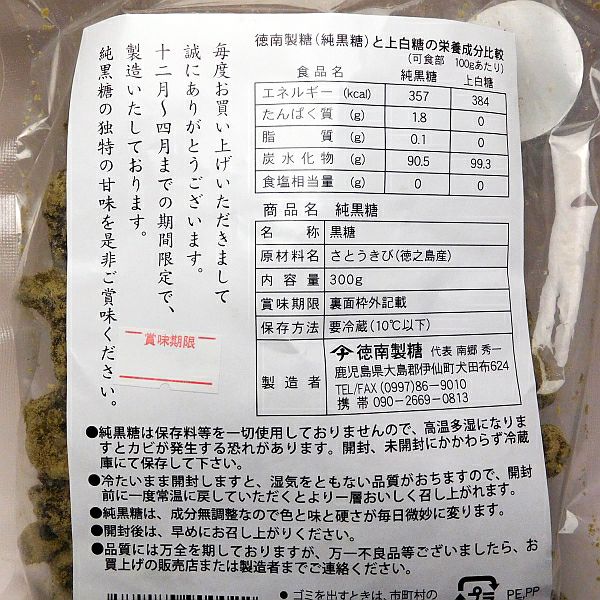 毎度お買い上げいただきまして
誠にありがとうございます。
十二月～四月までの期間限定で、
製造いたしております。
純黒糖の独特の甘味を是非ご賞味ください。
賞味期限
徳南製糖(純黒糖)と上白糖の栄養成分比較
(可食部 100gあたり)
食品名 純黒糖 上白糖
エネルギー (kcal) 357 384
たんぱく質 (g) 1.8 0
脂質 (g) 0.1 0
炭水化物 (g) 90.5 99.3
食塩相当量 (g) 0 0
商品名 純黒糖
名称 黒糖
原材料名 さとうきび(徳之島産)
内容量 300g
賞味期限 裏面枠外記載
保存方法 要冷蔵(10℃以下)
製造者 徳南製糖 代表 南郷 秀一
鹿児島県大島郡伊仙町犬田布624
TEL/FAX (0997)86-9010
携帯 090-2669-0813
●純黒糖は保存料等を一切使用しておりませんので、高温多湿になりま
すとカビが発生する恐れがあります。開封、未開封にかかわらず冷蔵
庫にて保存して下さい。
●冷たいまま開封しますと、湿気をともない品質がおちますので、開封
前に一度常温に戻していただくとより一層おいしく召し上がれます。
●純黒糖は、成分無調整なので色と味と硬さが毎日微妙に変ります。
●開封後は、早めにお召し上がりください。
●品質には万全を期しておりますが、万一不良品等ございましたら、お
買上げの販売店または製造者までご連絡ください。
●ゴミを出すときは、市町村の
プラ
PE,PP